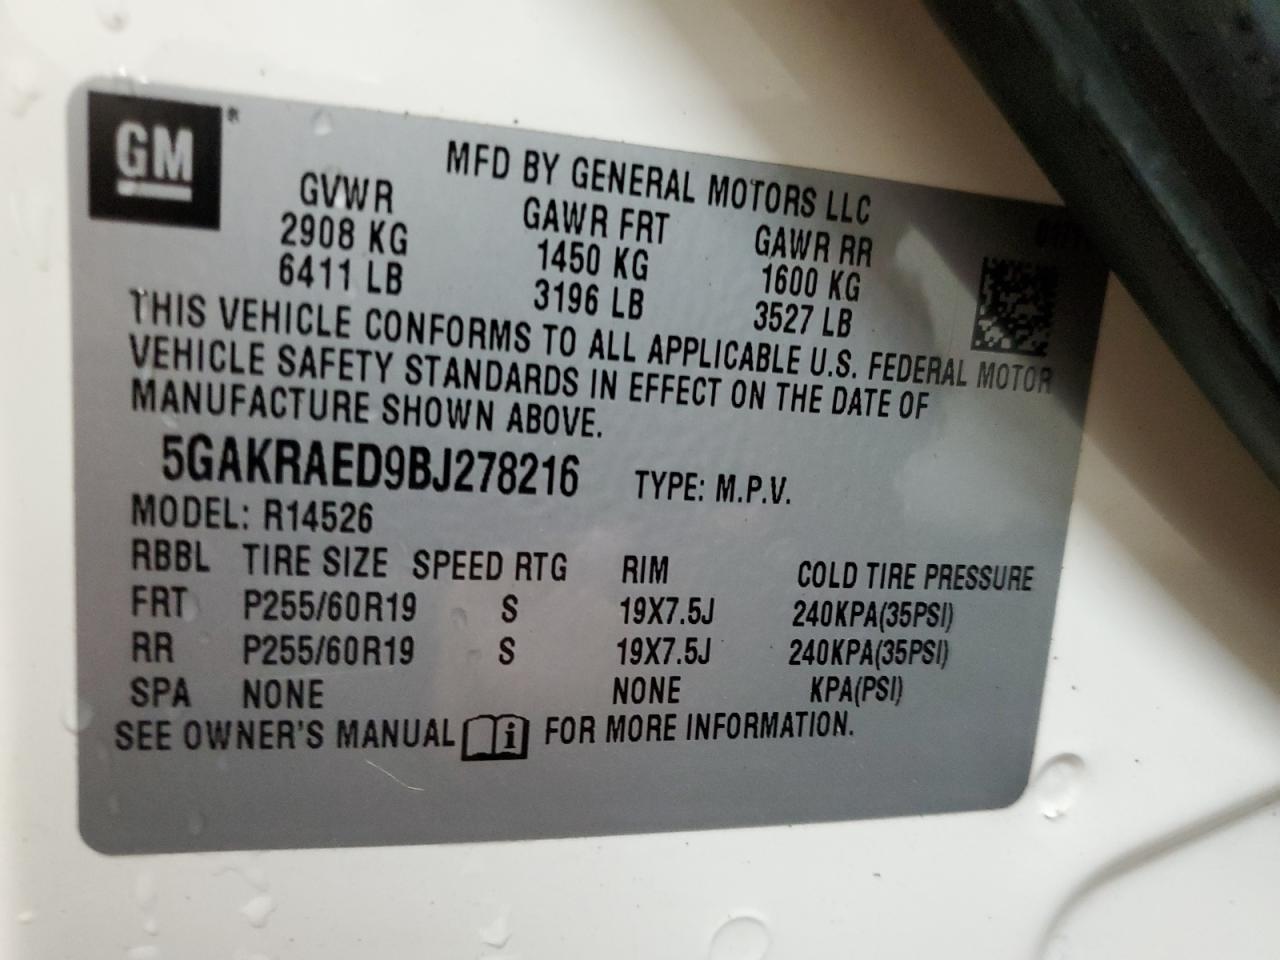 GM ®
MFD BY GENERAL MOTORS LLC
GVWR GAWR FRT GAWR RR
2908 KG 1450 KG 1600 KG
6411 LB 3196 LB 3527 LB
THIS VEHICLE CONFORMS TO ALL APPLICABLE U.S. FEDERAL MOTOR
VEHICLE SAFETY STANDARDS IN EFFECT ON THE DATE OF
MANUFACTURE SHOWN ABOVE.
5GAKRAED9BJ278216 TYPE: M.P.V.
MODEL: R14526
RBBL TIRE SIZE SPEED RTG RIM COLD TIRE PRESSURE
FRT P255/60R19 S 19X7.5J 240KPA(35PSI)
RR P255/60R19 S 19X7.5J 240KPA(35PSI)
SPA NONE NONE KPA(PSI)
SEE OWNER'S MANUAL i FOR MORE INFORMATION.